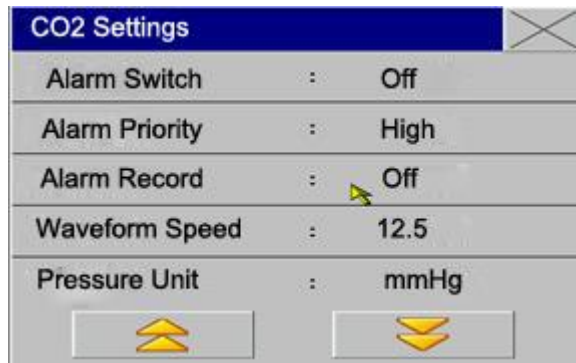 CO2 Settings
Alarm Switch : Off
Alarm Priority : High
Alarm Record : Off
Waveform Speed : 12.5
Pressure Unit : mmHg